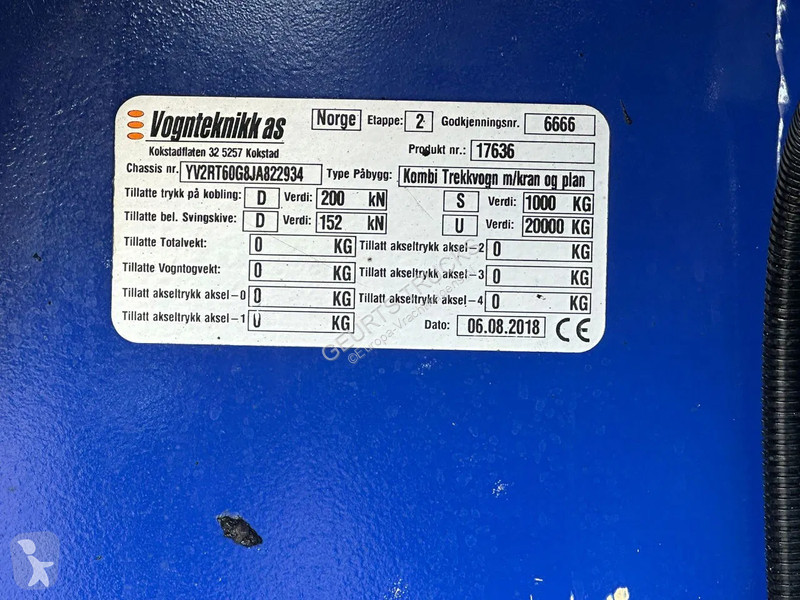 Vognteknikk as Norge Etappe: 2 Godkjenningsnr. 6666
Kokstadflaten 32 5257 Kokstad Produkt nr.: 17636
Chassis nr. YV2RT60G8JA822934 Type Påbygg: Kombi Trekkvogn m/kran og plan
Tillatte trykk på kobling: D Verdi: 200 kN S Verdi: 1000 KG
Tillatte bel. Svingskive: D Verdi: 152 kN U Verdi: 20000 KG
Tillatte Totalvekt: 0 KG Tillatt akseltrykk aksel-2 0 KG
Tillatte Vogntogvekt: 0 KG Tillatt akseltrykk aksel-3 0 KG
Tillatt akseltrykk aksel-0 0 KG Tillatt akseltrykk aksel-4 0 KG
Tillatt akseltrykk aksel-1 0 KG Dato: 06.08.2018 CE
GEURTS TRUCKS